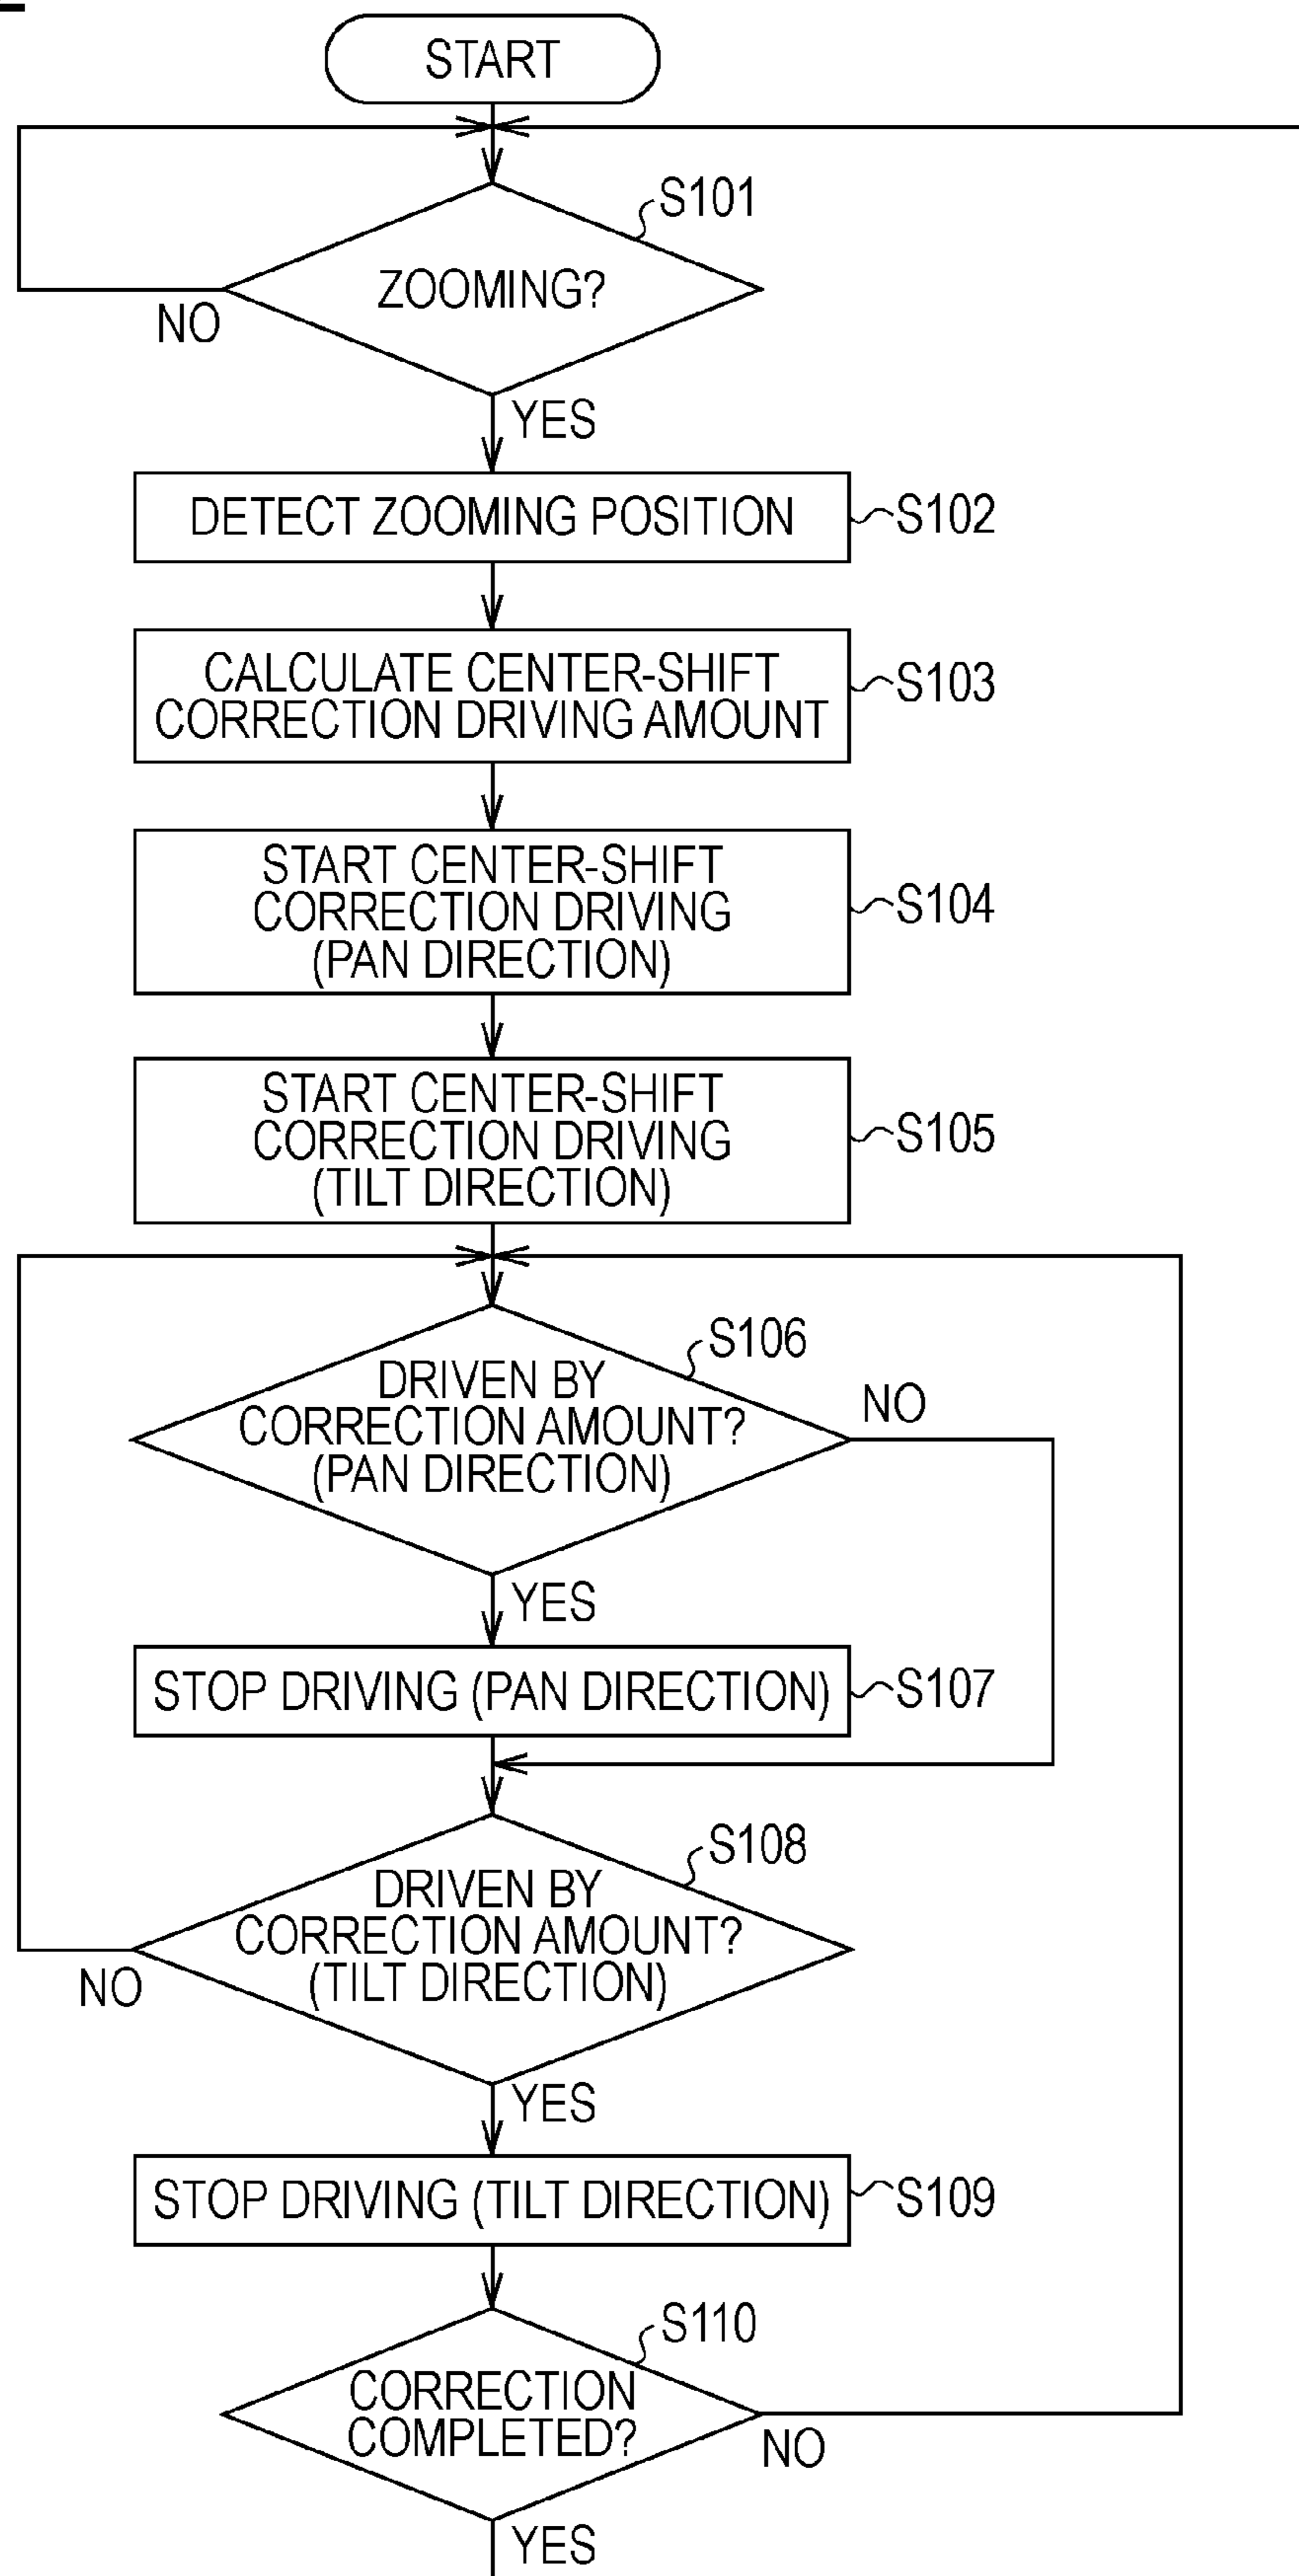 START
S101
ZOOMING?
NO
YES
DETECT ZOOMING POSITION
S102
CALCULATE CENTER-SHIFT
CORRECTION DRIVING AMOUNT
S103
START CENTER-SHIFT
CORRECTION DRIVING
(PAN DIRECTION)
S104
START CENTER-SHIFT
CORRECTION DRIVING
(TILT DIRECTION)
S105
S106
DRIVEN BY
CORRECTION AMOUNT?
(PAN DIRECTION)
NO
YES
STOP DRIVING (PAN DIRECTION)
S107
S108
DRIVEN BY
CORRECTION AMOUNT?
(TILT DIRECTION)
NO
YES
STOP DRIVING (TILT DIRECTION)
S109
S110
CORRECTION
COMPLETED?
NO
YES